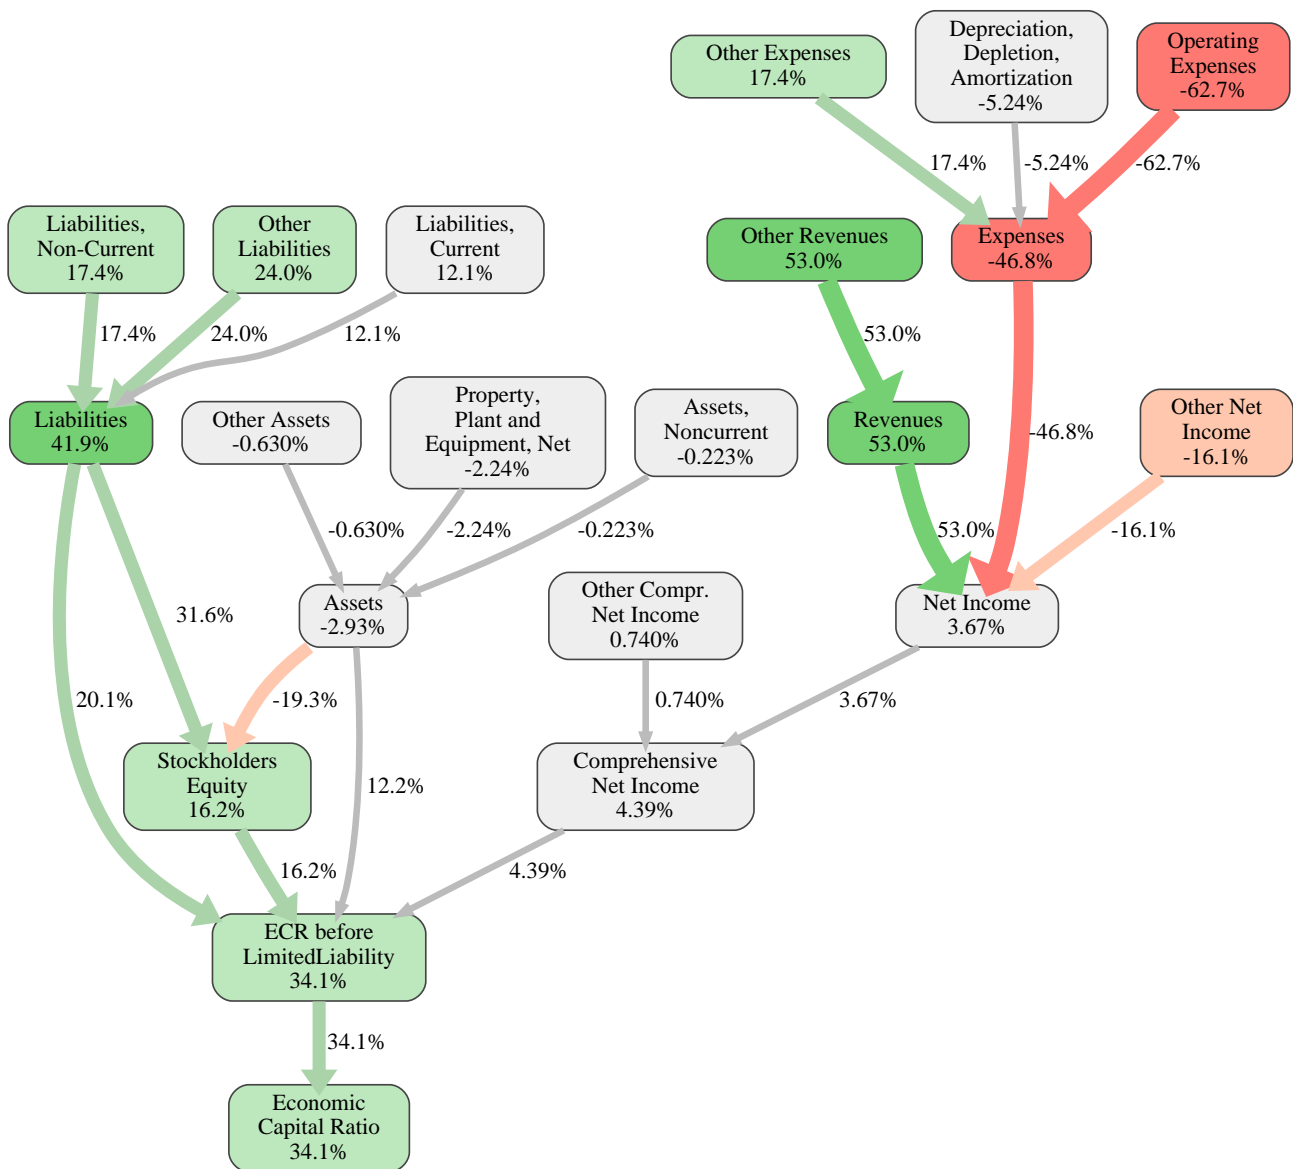 Depreciation,
Depletion,
Amortization
-5.24%
Other Expenses
17.4%
Operating
Expenses
-62.7%
17.4%
-5.24%
-62.7%
Liabilities,
Non-Current
17.4%
Other
Liabilities
24.0%
Liabilities,
Current
12.1%
Other Revenues
53.0%
Expenses
-46.8%
17.4%
24.0%
12.1%
53.0%
Liabilities
41.9%
Other Assets
-0.630%
Property,
Plant and
Equipment, Net
-2.24%
Assets,
Noncurrent
-0.223%
Revenues
53.0%
-46.8%
Other Net
Income
-16.1%
-0.630%
-2.24%
-0.223%
53.0%
-16.1%
31.6%
Assets
-2.93%
Other Compr.
Net Income
0.740%
Net Income
3.67%
20.1%
-19.3%
0.740%
3.67%
Stockholders
Equity
16.2%
12.2%
Comprehensive
Net Income
4.39%
16.2%
4.39%
ECR before
LimitedLiability
34.1%
34.1%
Economic
Capital Ratio
34.1%